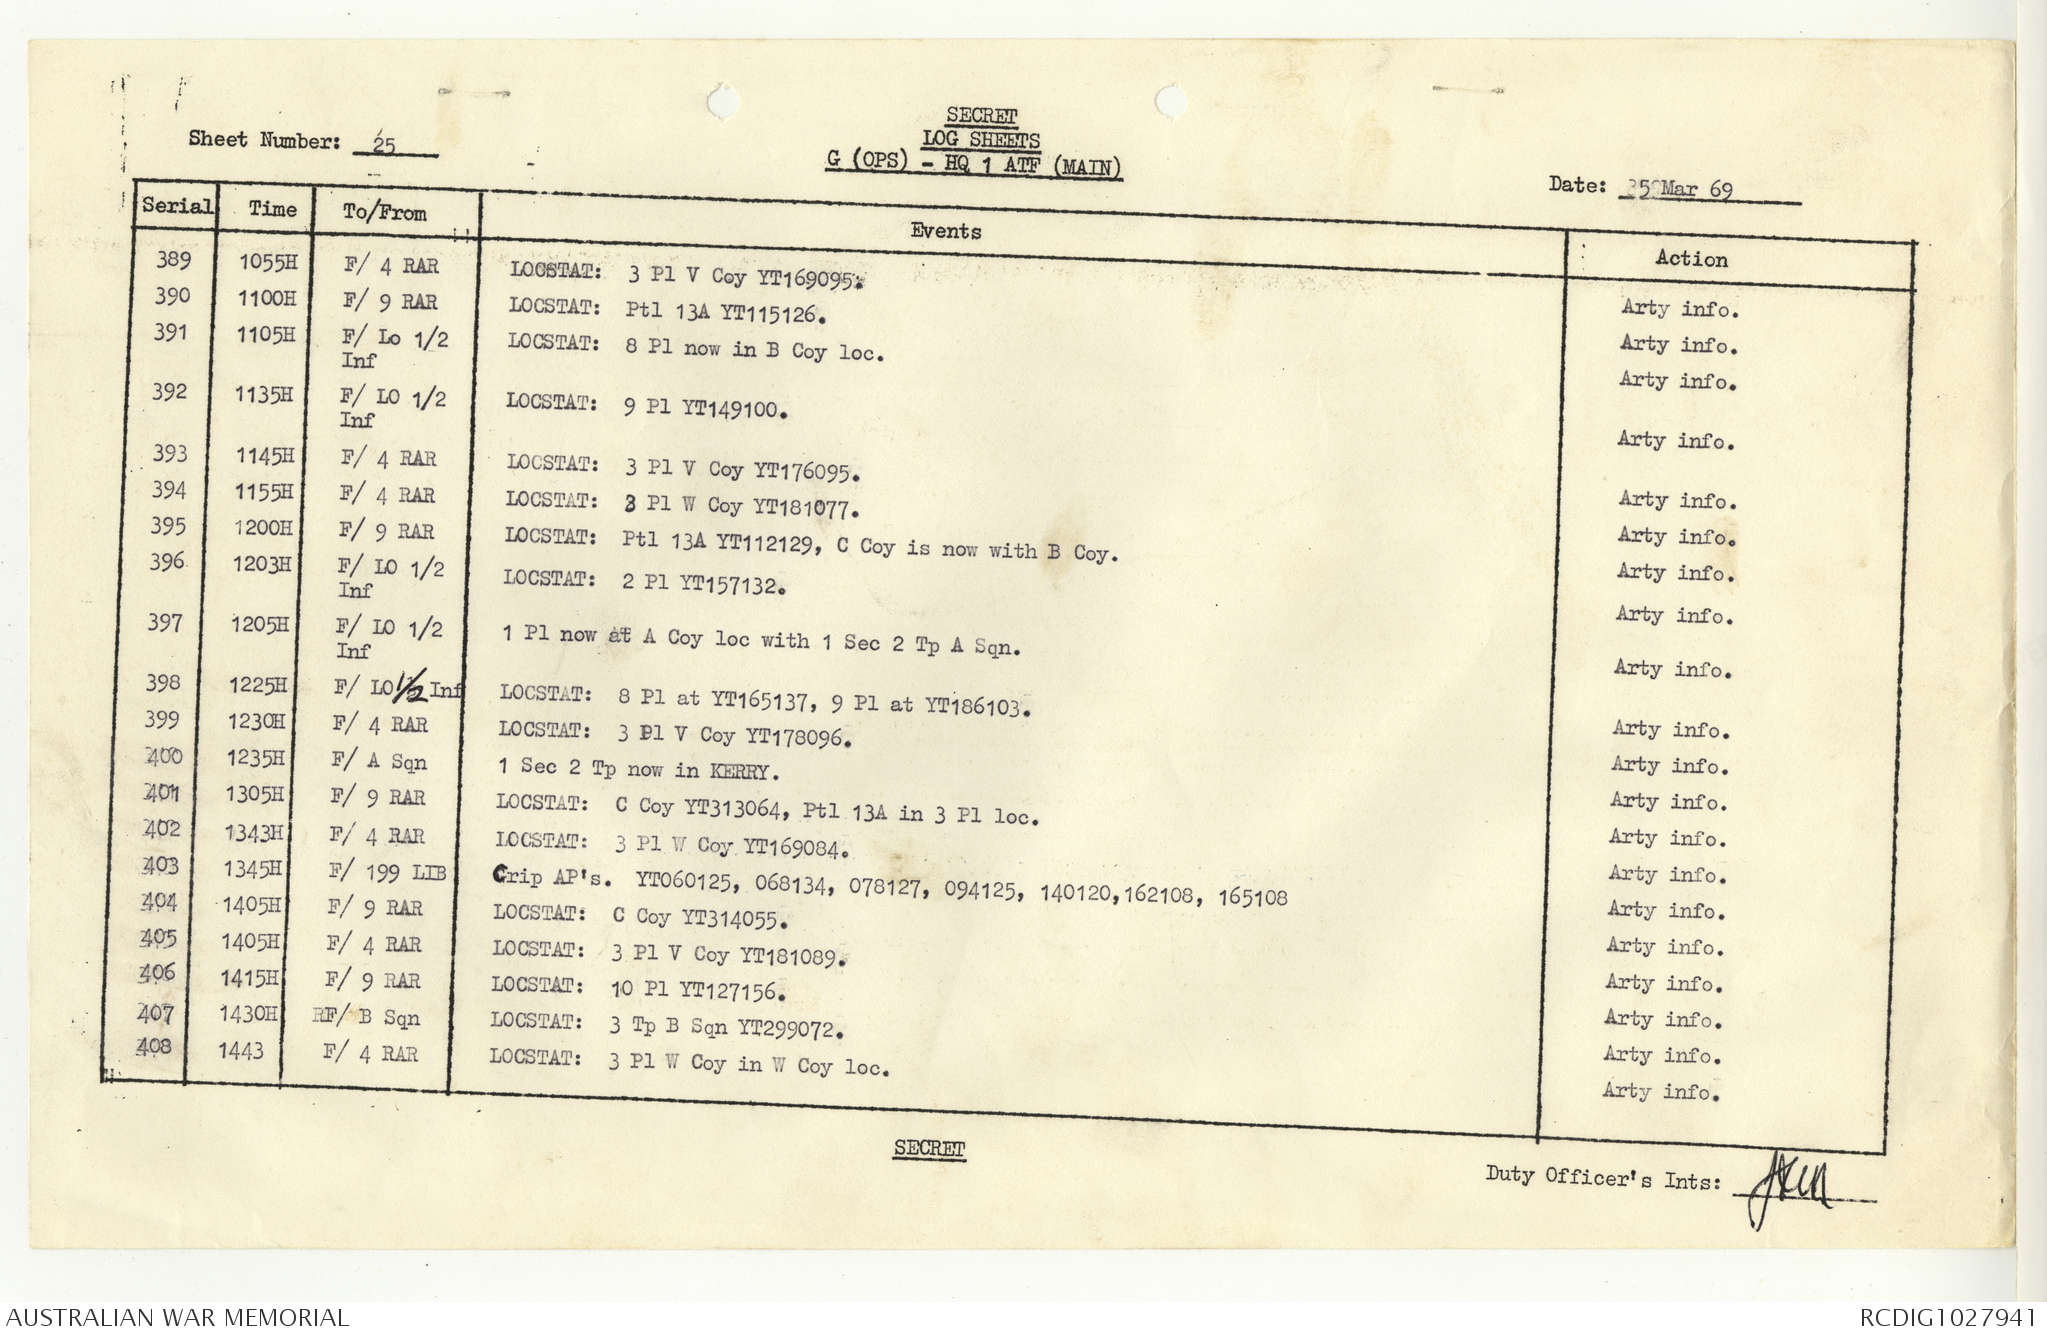 SECRET
LOG SHEETS
G (OPS) - HQ 1 ATF (MAIN)
Sheet Number: 25
Date: 5 Mar 69
Serial Time To/From Events Action
389 1055H F/ 4 RAR LOCSTAT: 3 Pl V Coy YT169095. Arty info.
390 1100H F/ 9 RAR LOCSTAT: Ptl 13A YT115126. Arty info.
391 1105H F/ Lo 1/2 LOCSTAT: 8 Pl now in B Coy loc. Arty info.
Inf
392 1135H F/ LO 1/2 LOCSTAT: 9 Pl YT149100. Arty info.
Inf
393 1145H F/ 4 RAR LOCSTAT: 3 Pl V Coy YT176095. Arty info.
394 1155H F/ 4 RAR LOCSTAT: 3 Pl W Coy YT181077. Arty info.
395 1200H F/ 9 RAR LOCSTAT: Ptl 13A YT112129, C Coy is now with B Coy. Arty info.
396 1203H F/ LO 1/2 LOCSTAT: 2 Pl YT157132. Arty info.
Inf
397 1205H F/ LO 1/2 1 Pl now at A Coy loc with 1 Sec 2 Tp A Sqn. Arty info.
Inf
398 1225H F/ LO 1/2 Inf LOCSTAT: 8 Pl at YT165137, 9 Pl at YT186103. Arty info.
399 1230H F/ 4 RAR LOCSTAT: 3 Pl V Coy YT178096. Arty info.
400 1235H F/ A Sqn 1 Sec 2 Tp now in KERRY. Arty info.
401 1305H F/ 9 RAR LOCSTAT: C Coy YT313064, Ptl 13A in 3 Pl loc. Arty info.
402 1343H F/ 4 RAR LOCSTAT: 3 Pl W Coy YT169084. Arty info.
403 1345H F/ 199 LIB Crip AP's. YT060125, 068134, 078127, 094125, 140120,162108, 165108 Arty info.
404 1405H F/ 9 RAR LOCSTAT: C Coy YT314055. Arty info.
405 1405H F/ 4 RAR LOCSTAT: 3 Pl V Coy YT181089. Arty info.
406 1415H F/ 9 RAR LOCSTAT: 10 Pl YT127156. Arty info.
407 1430H F/ B Sqn LOCSTAT: 3 Tp B Sqn YT299072. Arty info.
408 1443 F/ 4 RAR LOCSTAT: 3 Pl W Coy in W Coy loc. Arty info.
SECRET
Duty Officer's Ints:
AUSTRALIAN WAR MEMORIAL
RCDIG1027941